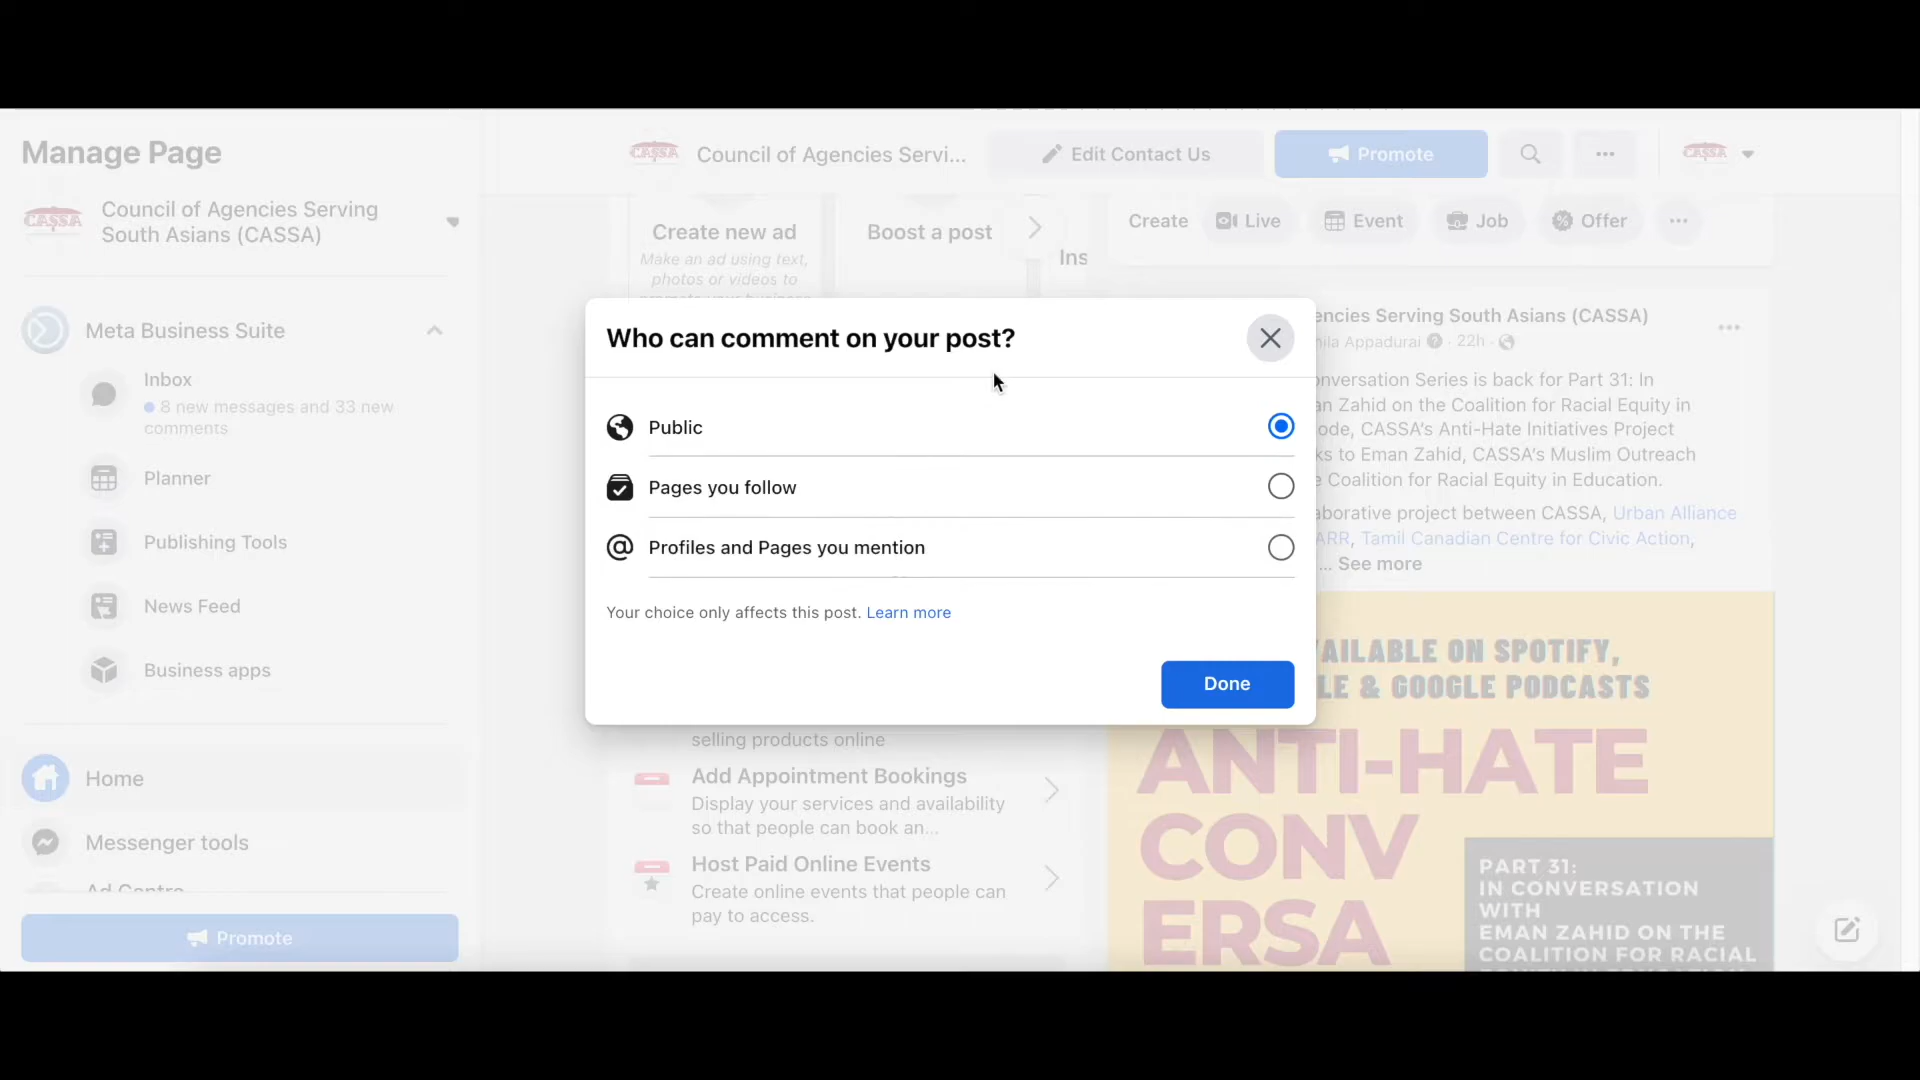 Manage Page
CASSA
Council of Agencies Serving
South Asians (CASSA)
Meta Business Suite
Inbox
8 new messages and 33 new
comments
Planner
Publishing Tools
News Feed
Business apps
Home
Messenger tools
Ad Centre
Promote
CASSA
Council of Agencies Servi...
Edit Contact Us
Promote
CASSA
Create new ad
Make an ad using text,
photos or videos to
Boost a post
Ins
Create
Live
Event
Job
Offer
Who can comment on your post?
Public
Pages you follow
Profiles and Pages you mention
Your choice only affects this post. Learn more
Done
selling products online
Add Appointment Bookings
Display your services and availability
so that people can book an...
Host Paid Online Events
Create online events that people can
pay to access.
encies Serving South Asians (CASSA)
Appadurai · 22h ·
onversation Series is back for Part 31: In
an Zahid on the Coalition for Racial Equity in
ode, CASSA's Anti-Hate Initiatives Project
ks to Eman Zahid, CASSA's Muslim Outreach
e Coalition for Racial Equity in Education.
aborative project between CASSA, Urban Alliance
ARR, Tamil Canadian Centre for Civic Action,
... See more
AILABLE ON SPOTIFY,
LE & GOOGLE PODCASTS
ANTI-HATE
CONV
ERSA
PART 31:
IN CONVERSATION
WITH
EMAN ZAHID ON THE
COALITION FOR RACIAL